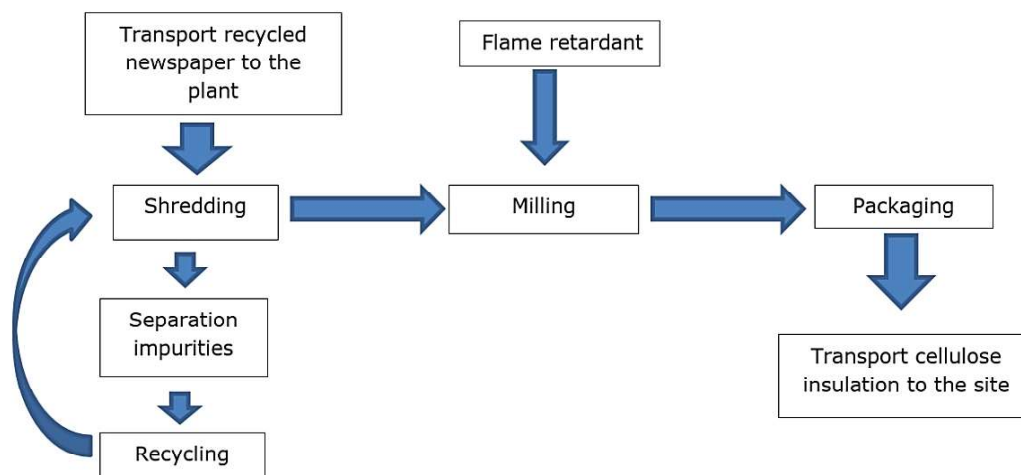 Transport recycled
newspaper to the
plant
Flame retardant
Shredding
Milling
Packaging
Separation
impurities
Transport cellulose
insulation to the site
Recycling